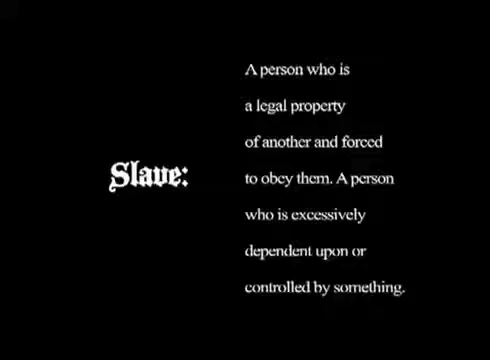 Slave:
A person who is
a legal property
of another and forced
to obey them. A person
who is excessively
dependent upon or
controlled by something.